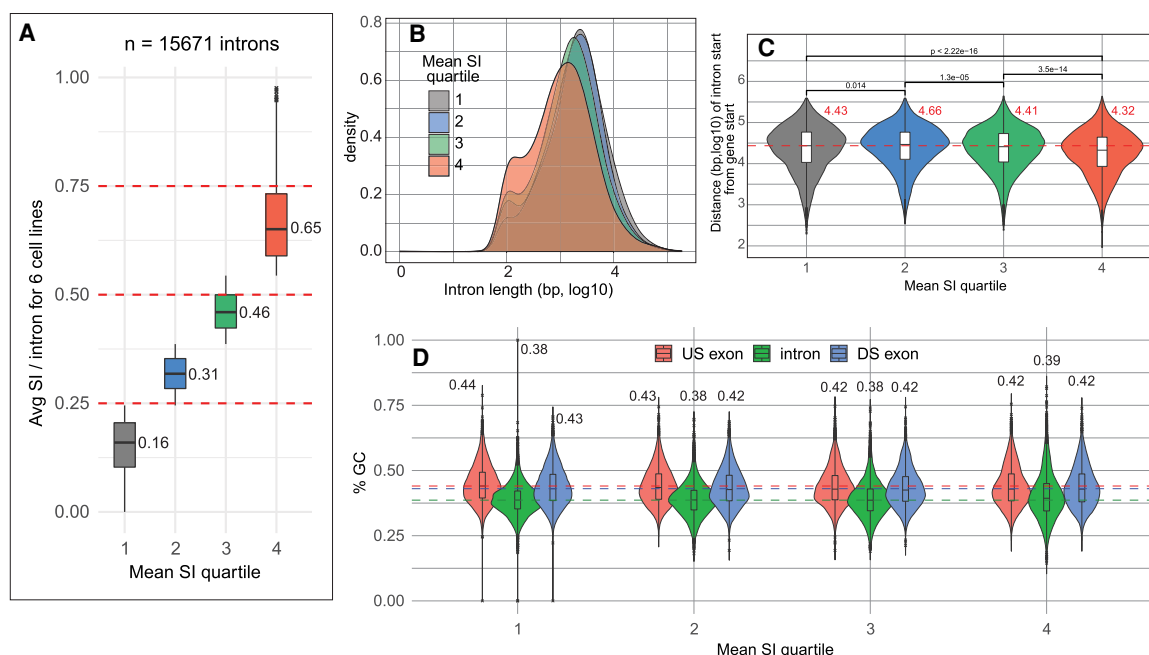 A
n = 15671 introns
Avg SI / intron for 6 cell lines
1.00
0.75
0.50
0.25
0.00
0.16
0.31
0.46
0.65
1 2 3 4
Mean SI quartile
B
Mean SI
quartile
1
2
3
4
density
0.8
0.6
0.4
0.2
0.0
0 2 4
Intron length (bp, log10)
C
Distance (bp,log10) of intron start
from gene start
6
5
4
3
2
p < 2.22e−16
0.014
1.3e−05
3.5e−14
4.43 4.66 4.41 4.32
1 2 3 4
Mean SI quartile
D
US exon intron DS exon
% GC
1.00
0.75
0.50
0.25
0.00
0.44 0.38 0.43
0.43 0.38 0.42
0.42 0.38 0.42
0.42 0.39 0.42
1 2 3 4
Mean SI quartile